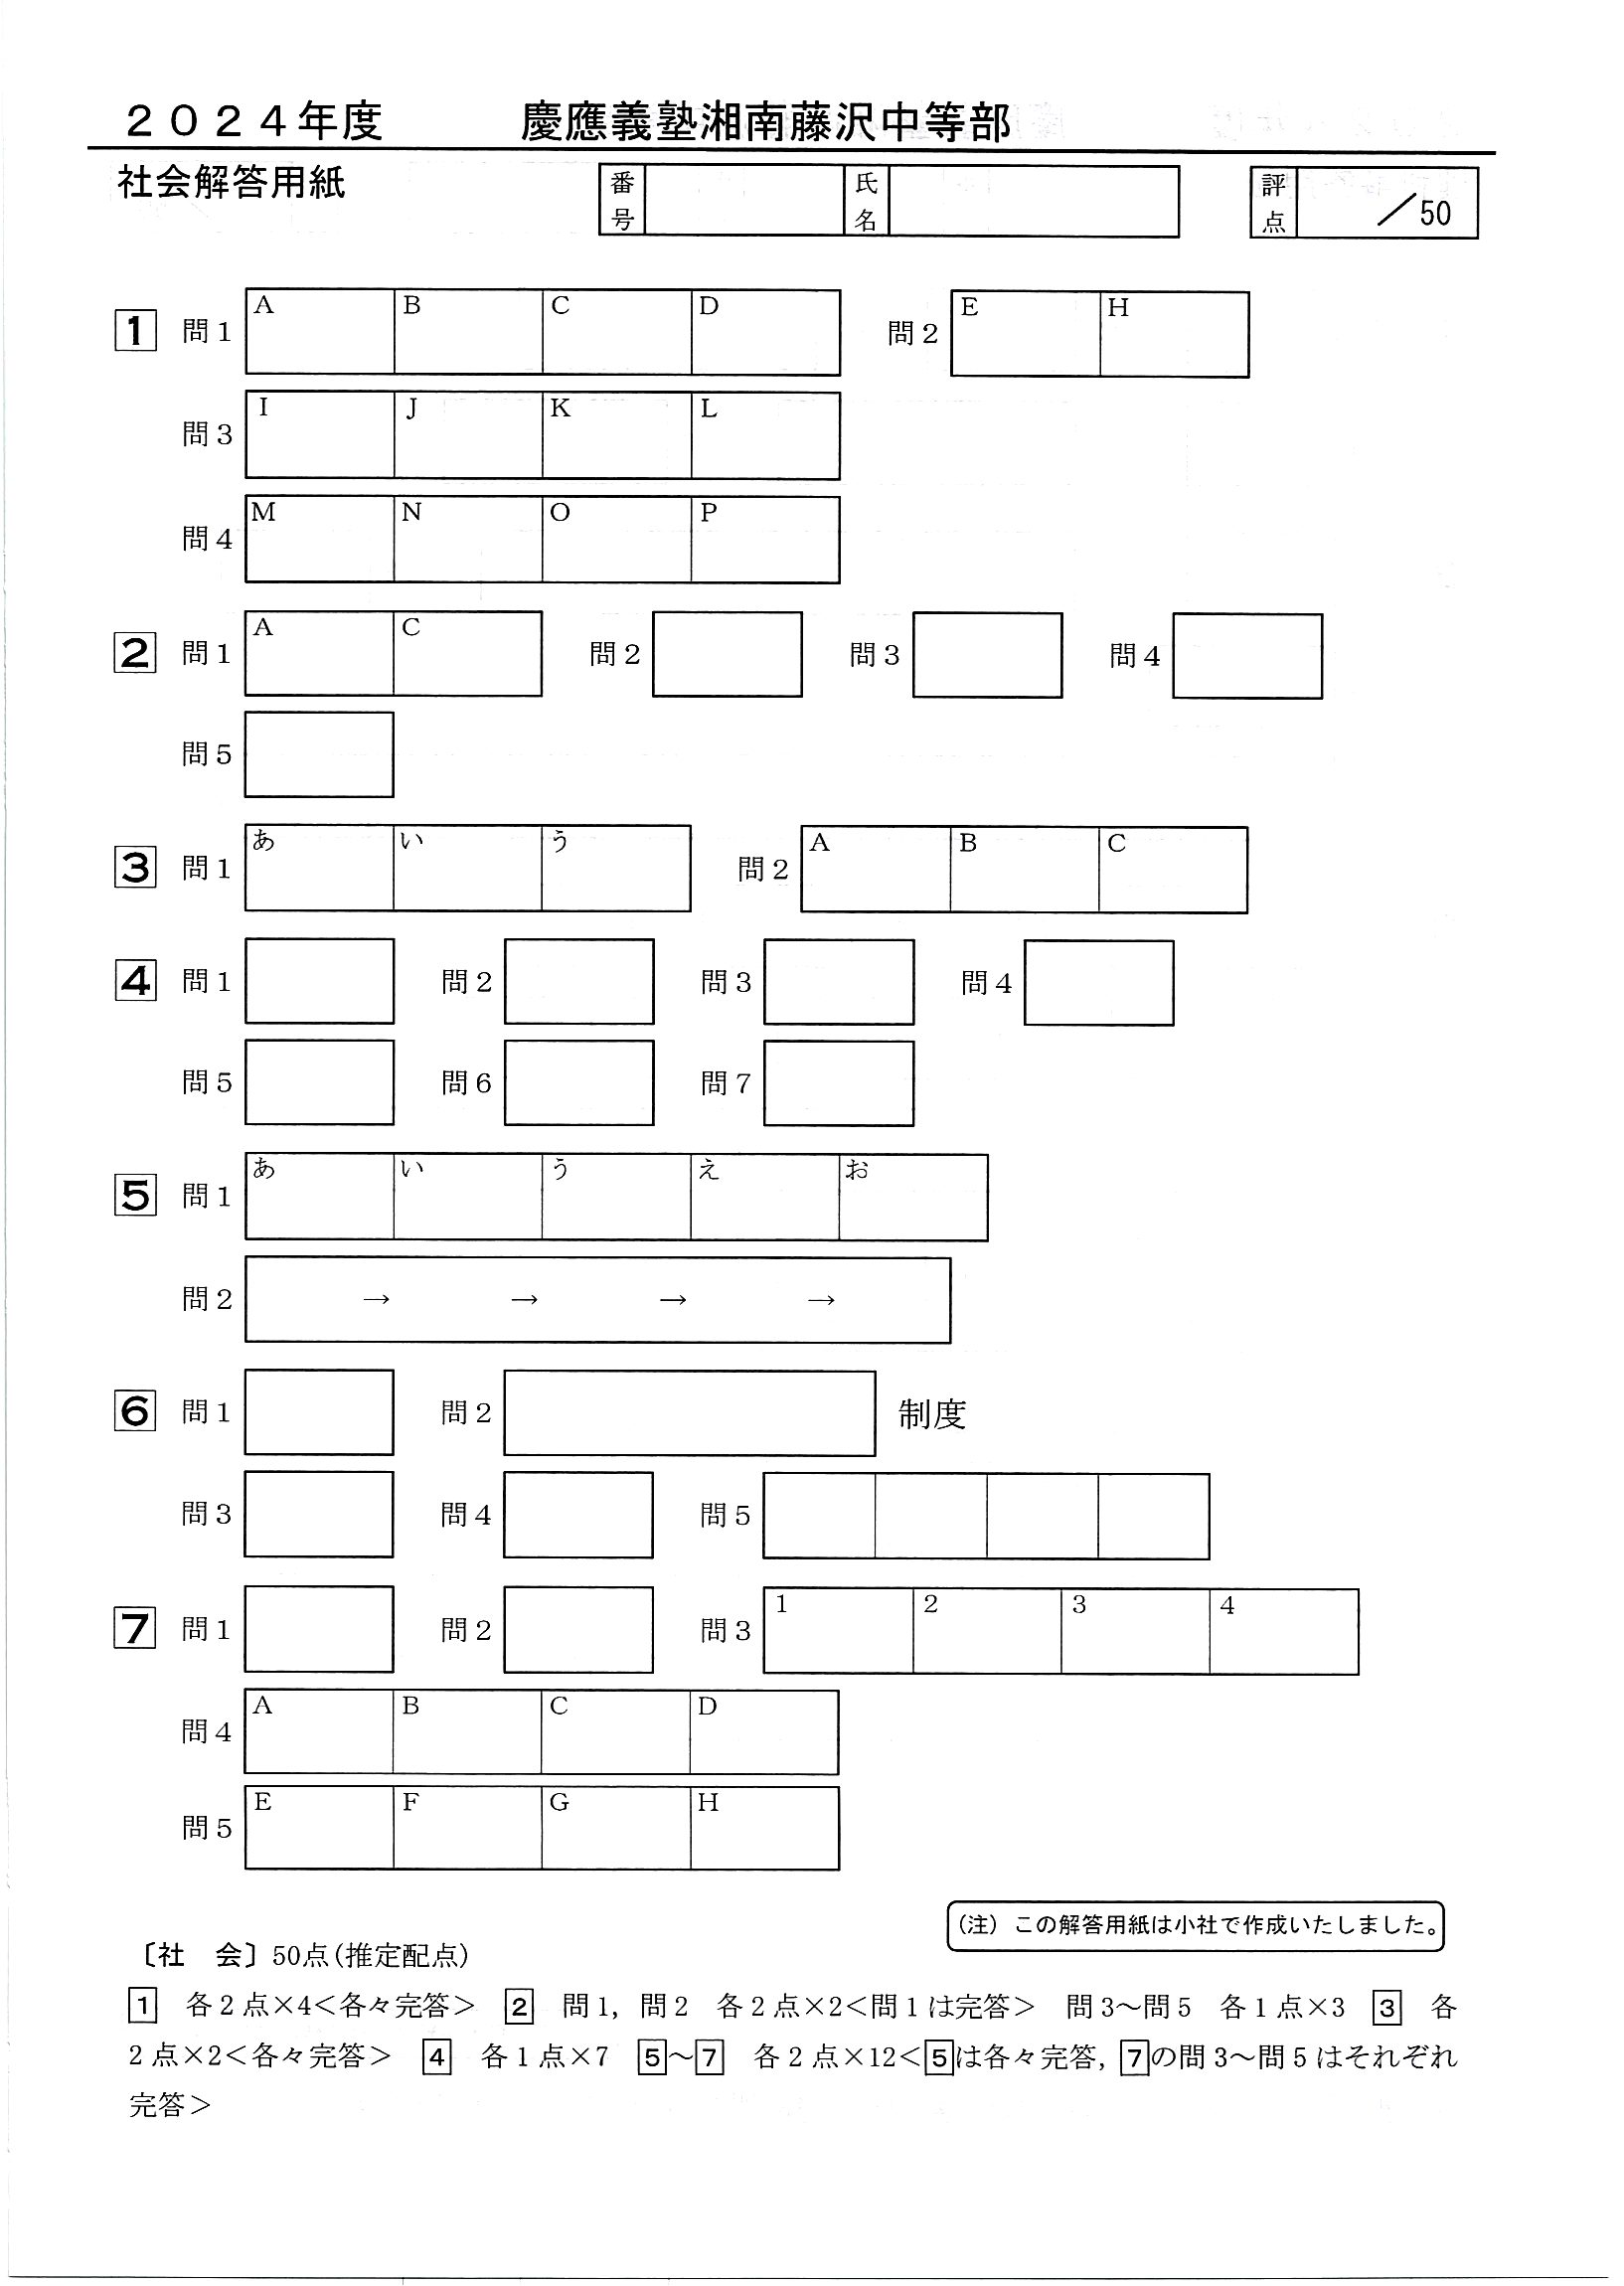 ２０２４年度 慶應義塾湘南藤沢中等部
社会解答用紙 番号 氏名 評点 ／50
1 問1 A B C D 問2 E H
問3 I J K L
問4 M N O P
2 問1 A C 問2 問3 問4
問5
3 問1 あ い う 問2 A B C
4 問1 問2 問3 問4
問5 問6 問7
5 問1 あ い う え お
問2 → → → →
6 問1 問2 制度
問3 問4 問5
7 問1 問2 問3 1 2 3 4
問4 A B C D
問5 E F G H
（注）この解答用紙は小社で作成いたしました。
〔社 会〕50点(推定配点)
1 各2点×4＜各々完答＞ 2 問1，問2 各2点×2＜問1は完答＞ 問3～問5 各1点×3 3 各
2点×2＜各々完答＞ 4 各1点×7 5～7 各2点×12＜5は各々完答，7の問3～問5はそれぞれ
完答＞